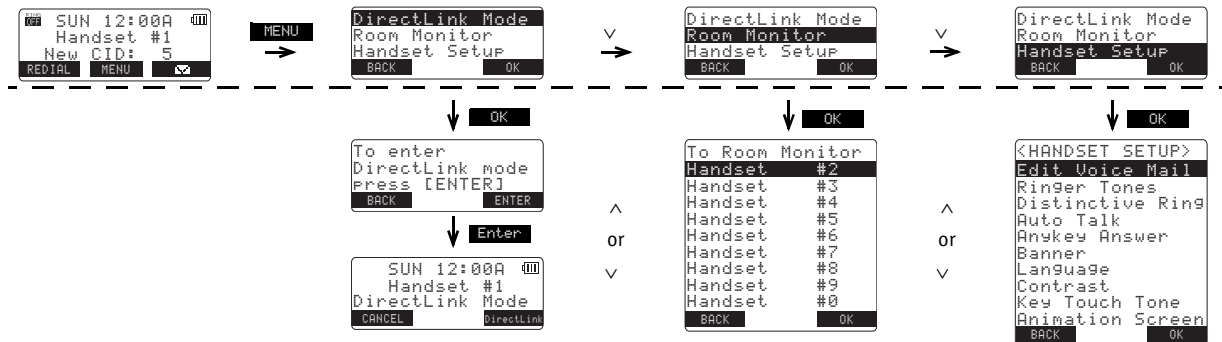 RING OFF SUN 12:00A
Handset #1
New CID: 5
REDIAL MENU
MENU
DirectLink Mode
Room Monitor
Handset Setup
BACK OK
DirectLink Mode
Room Monitor
Handset Setup
BACK OK
DirectLink Mode
Room Monitor
Handset Setup
BACK OK
OK
To enter
DirectLink mode
press [ENTER]
BACK ENTER
Enter
SUN 12:00A
Handset #1
DirectLink Mode
CANCEL DirectLink
or
OK
To Room Monitor
Handset #2
Handset #3
Handset #4
Handset #5
Handset #6
Handset #7
Handset #8
Handset #9
Handset #0
BACK OK
or
OK
<HANDSET SETUP>
Edit Voice Mail
Ringer Tones
Distinctive Ring
Auto Talk
Anykey Answer
Banner
Language
Contrast
Key Touch Tone
Animation Screen
BACK OK